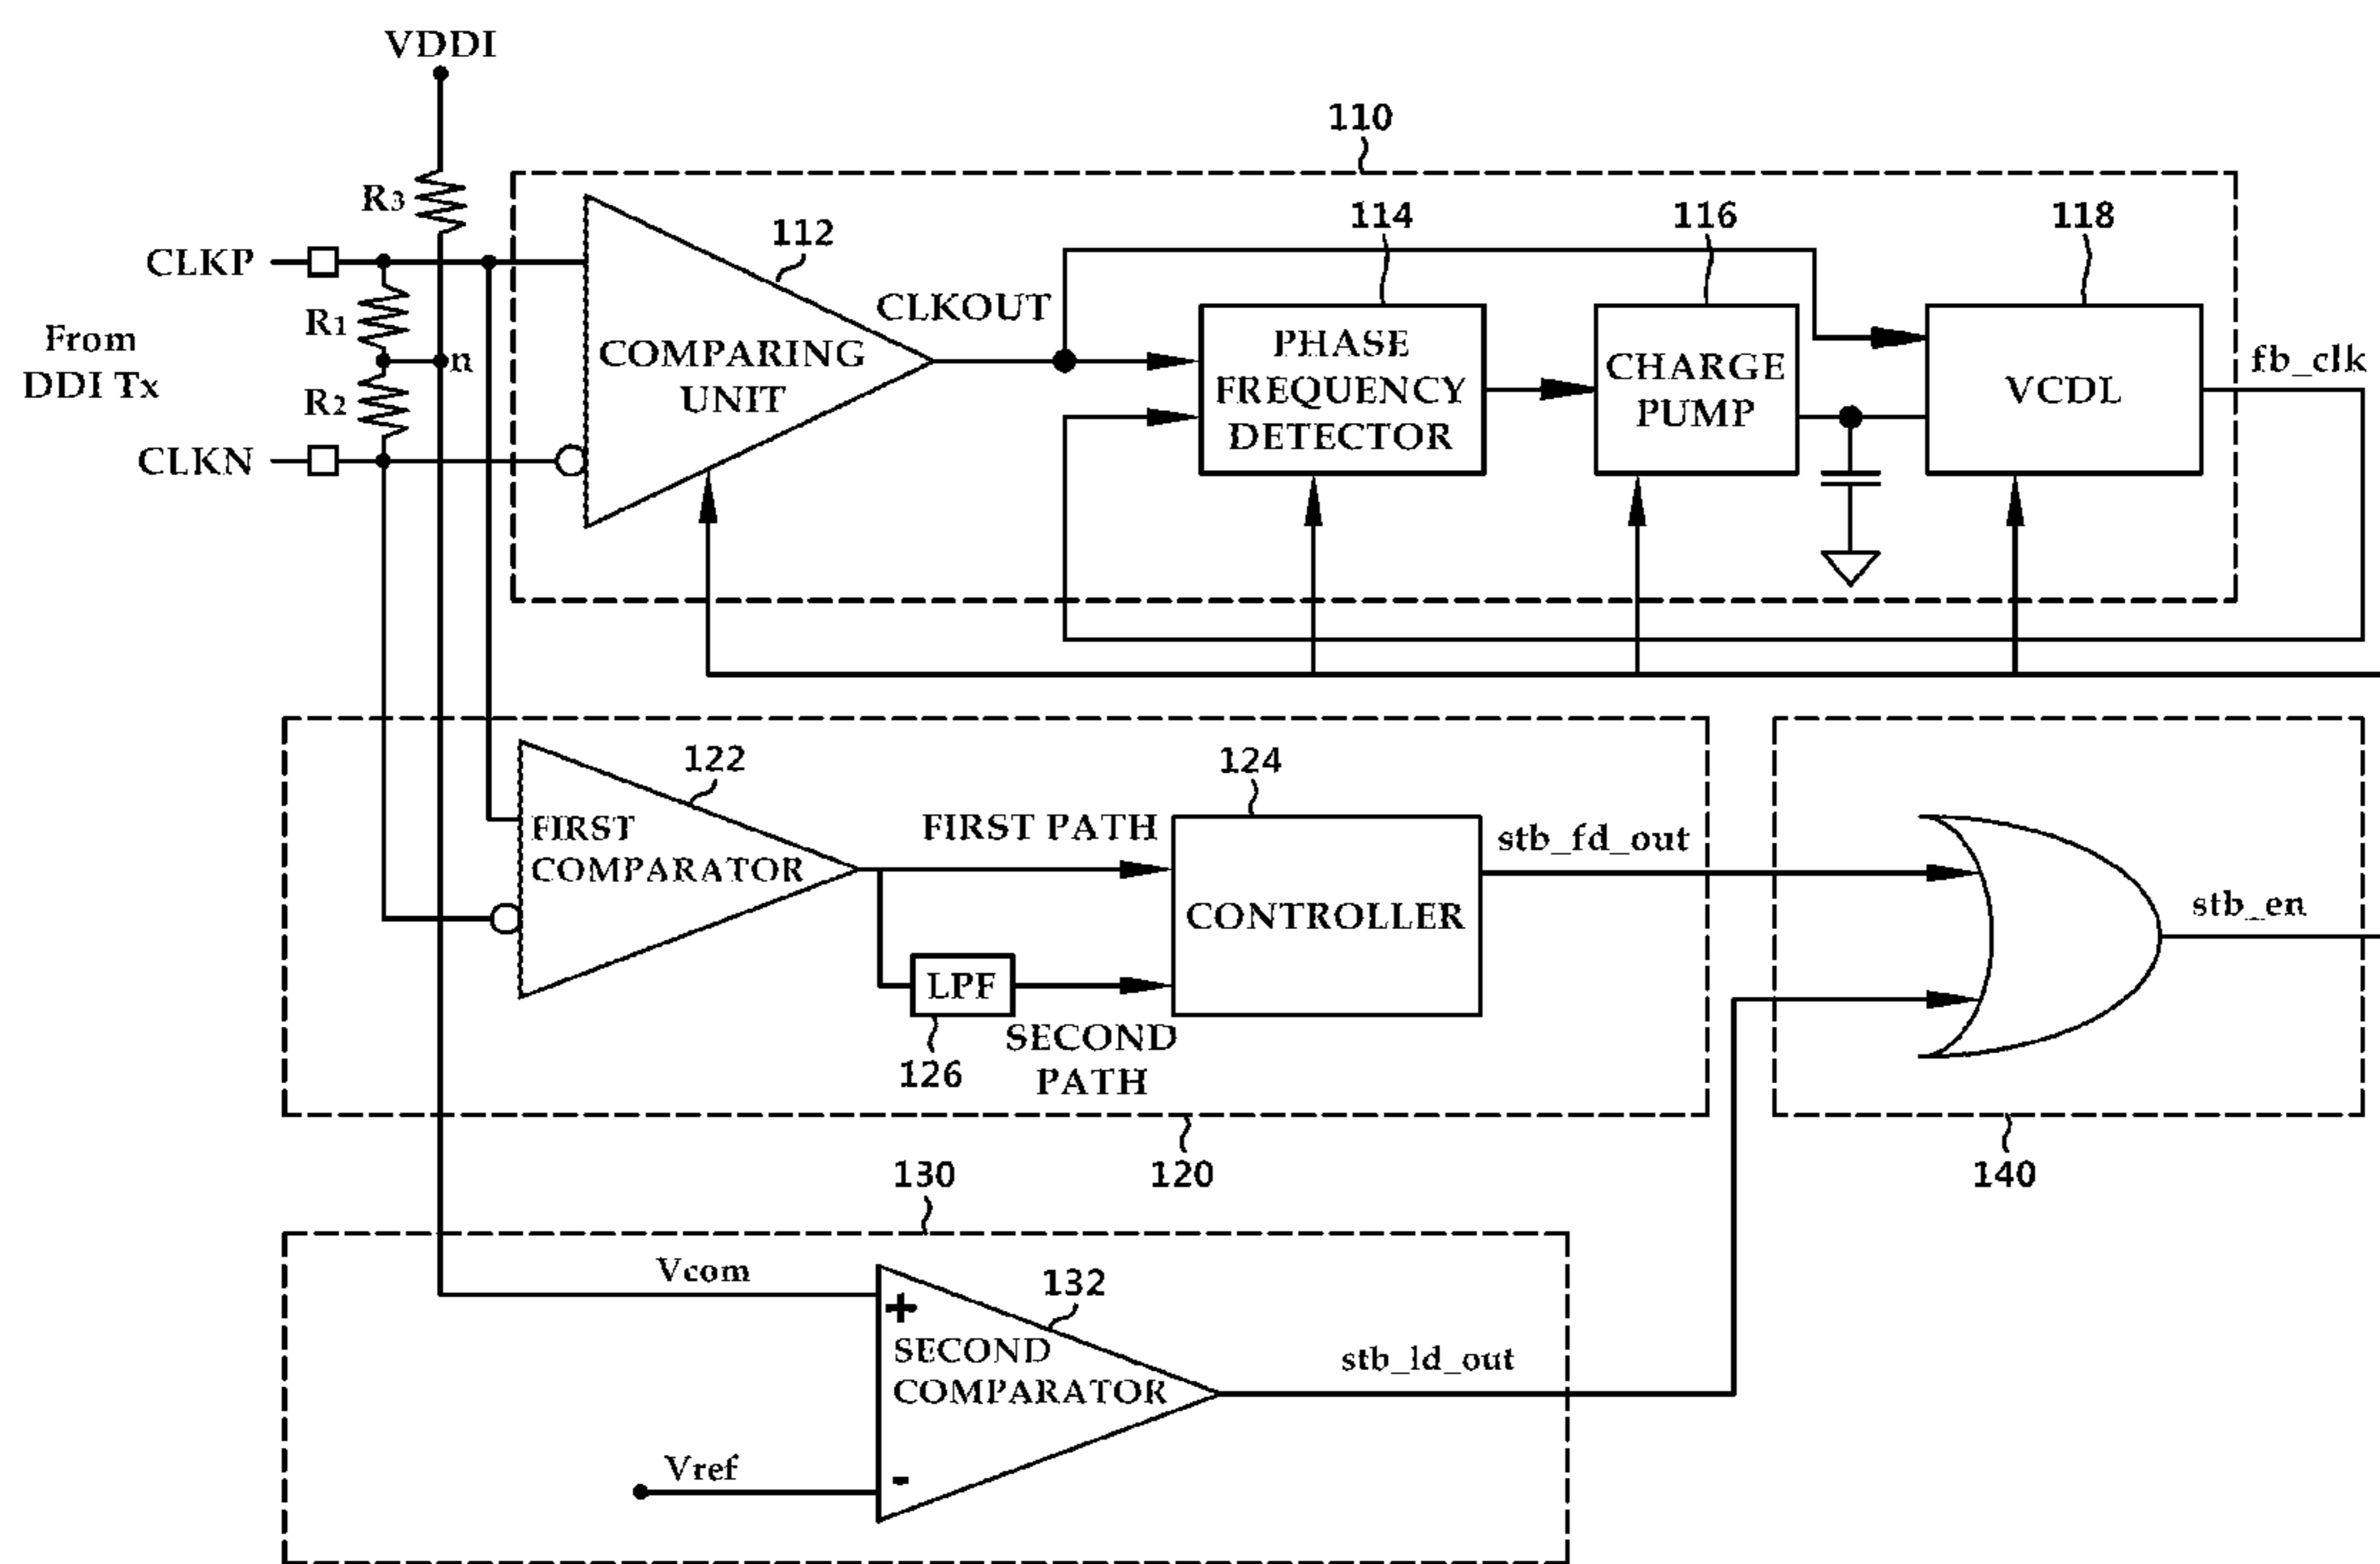 VDDI
110
R3
112
114
116
118
CLKP
CLKOUT
R1
From
DDI Tx
n
COMPARING
UNIT
PHASE
FREQUENCY
DETECTOR
CHARGE
PUMP
VCDL
fb_clk
R2
CLKN
122
124
FIRST
COMPARATOR
FIRST PATH
stb_fd_out
CONTROLLER
stb_en
LPF
126
SECOND
PATH
120
140
130
Vcom
132
+
SECOND
COMPARATOR
stb_ld_out
Vref
-